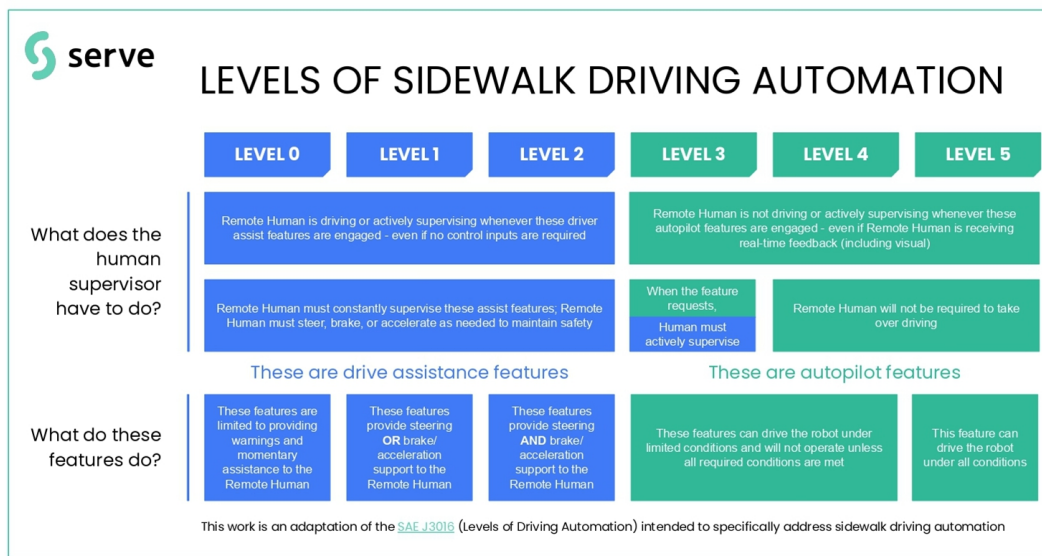 serve
LEVELS OF SIDEWALK DRIVING AUTOMATION
LEVEL 0
LEVEL 1
LEVEL 2
LEVEL 3
LEVEL 4
LEVEL 5
What does the
human
supervisor
have to do?
Remote Human is driving or actively supervising whenever these driver
assist features are engaged - even if no control inputs are required
Remote Human is not driving or actively supervising whenever these
autopilot features are engaged - even if Remote Human is receiving
real-time feedback (including visual)
Remote Human must constantly supervise these assist features; Remote
Human must steer, brake, or accelerate as needed to maintain safety
When the feature
requests,
Human must
actively supervise
Remote Human will not be required to take
over driving
These are drive assistance features
These are autopilot features
What do these
features do?
These features are
limited to providing
warnings and
momentary
assistance to the
Remote Human
These features
provide steering
OR brake/
acceleration
support to the
Remote Human
These features
provide steering
AND brake/
acceleration
support to the
Remote Human
These features can drive the robot under
limited conditions and will not operate unless
all required conditions are met
This feature can
drive the robot
under all conditions
This work is an adaptation of the SAE J3016 (Levels of Driving Automation) intended to specifically address sidewalk driving automation